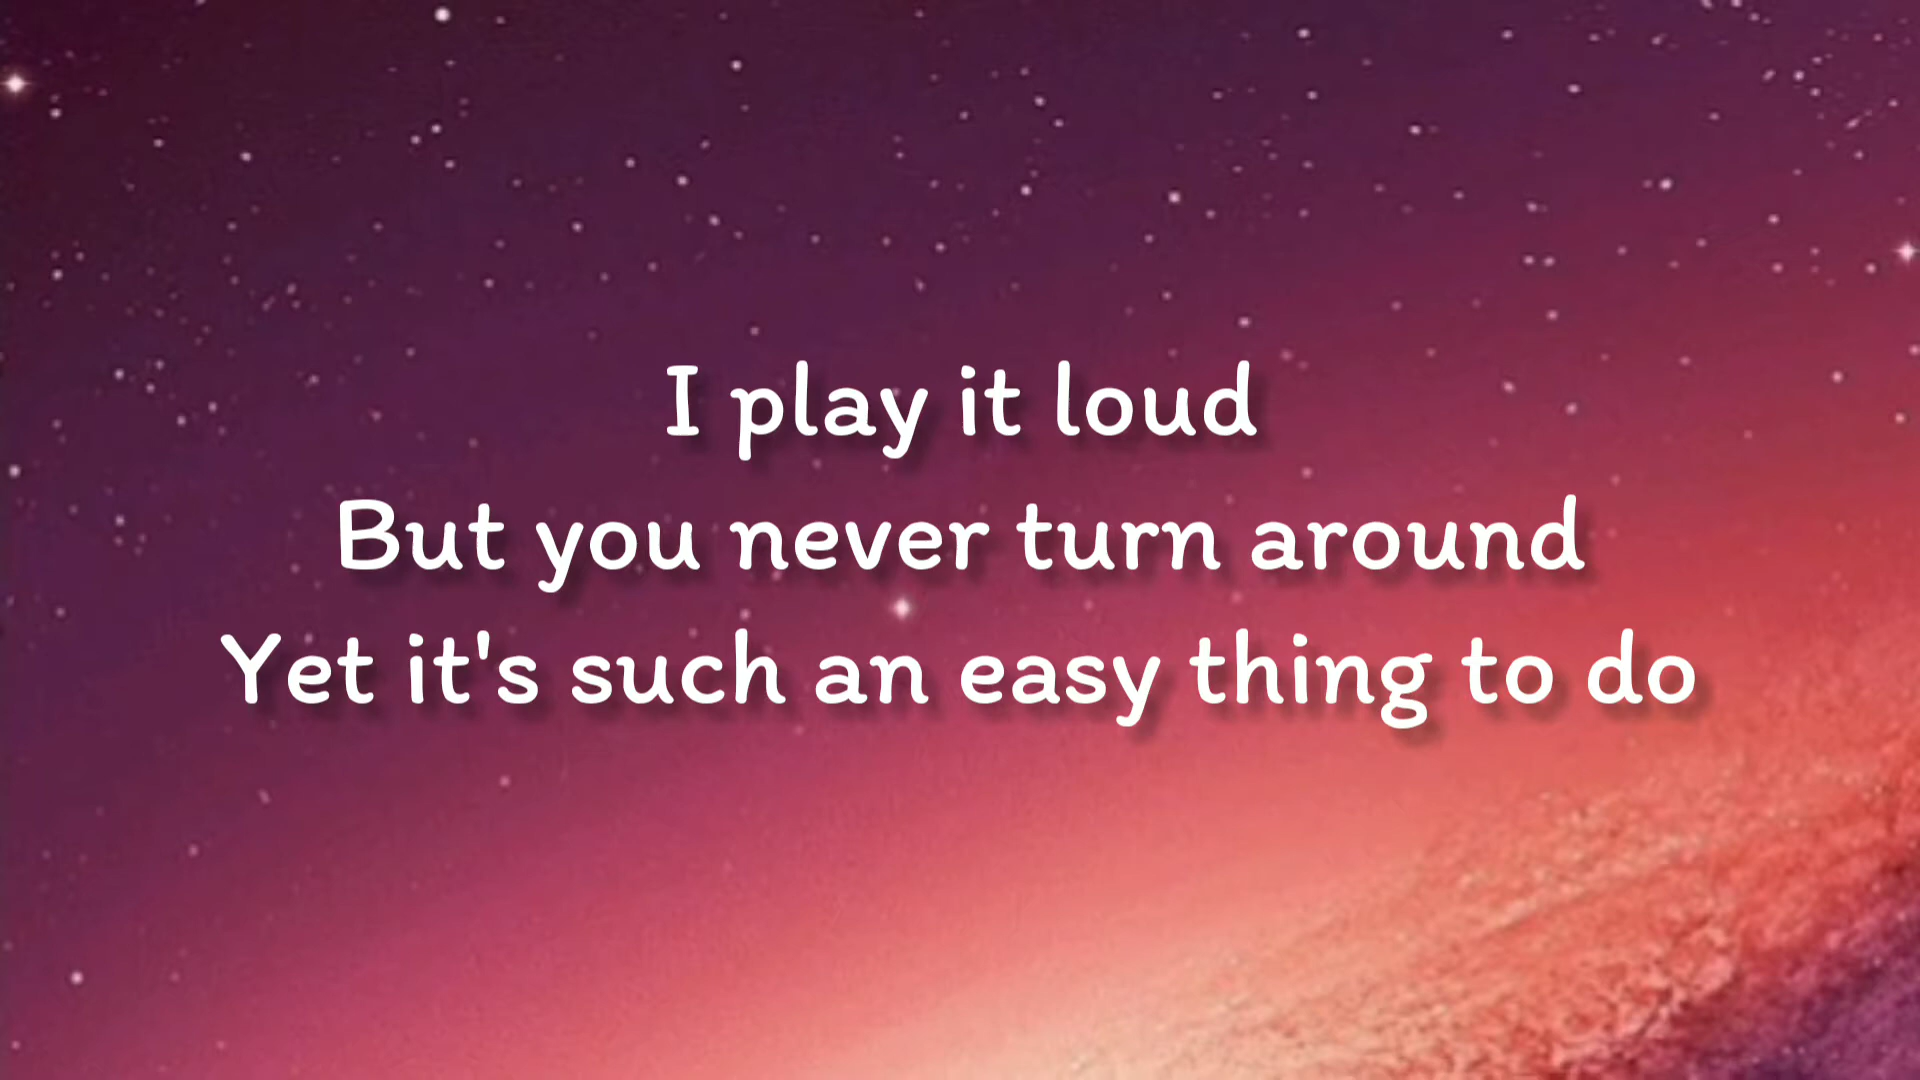 I play it loud
But you never turn around
Yet it's such an easy thing to do